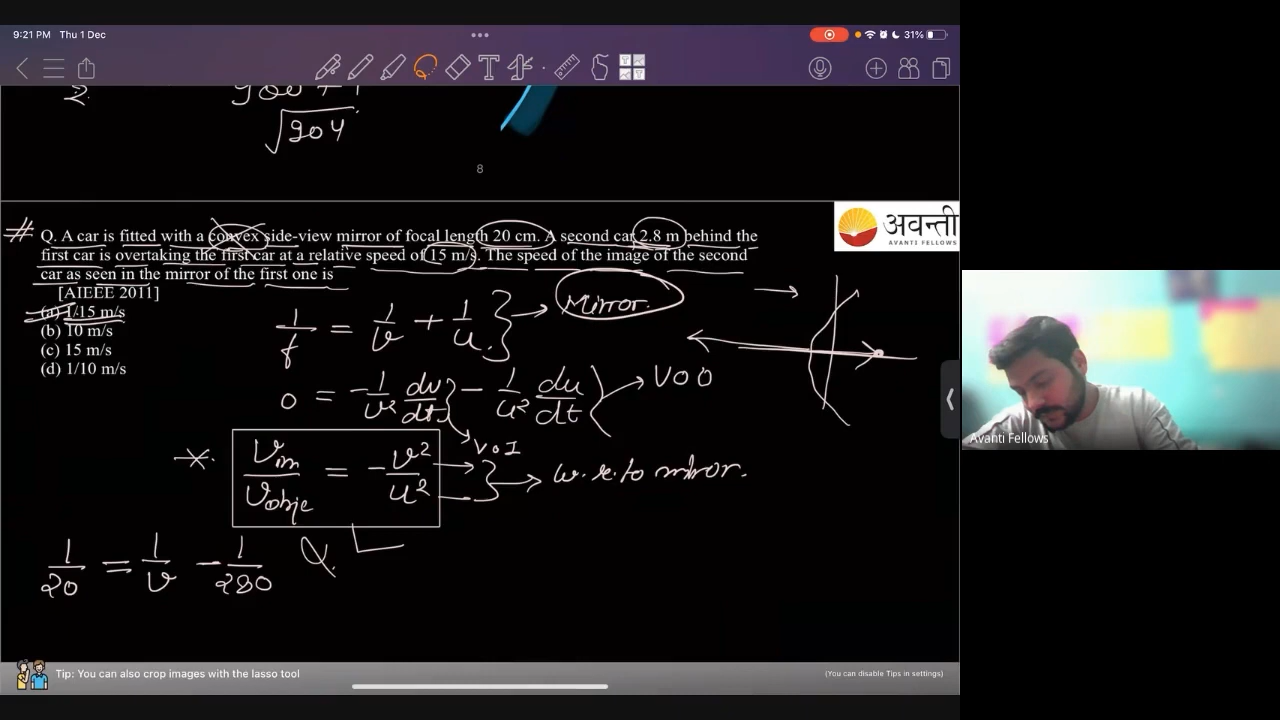 9:21 PM Thu 1 Dec
31%
2
900 + 1
√904
8
# Q. A car is fitted with a convex side-view mirror of focal length 20 cm. A second car 2.8 m behind the
first car is overtaking the first car at a relative speed of 15 m/s. The speed of the image of the second
car as seen in the mirror of the first one is
[AIEEE 2011]
(a) 1/15 m/s
(b) 10 m/s
(c) 15 m/s
(d) 1/10 m/s
अवन्ती
AVANTI FELLOWS
1/f = 1/v + 1/u } → Mirror.
0 = -1/v² dv/dt - 1/u² du/dt → VOO
VOI
* Vim/Vobje = -v²/u² } → w.r.to mirror.
1/20 = 1/v - 1/280
Avanti Fellows
Tip: You can also crop images with the lasso tool
(You can disable Tips in settings)